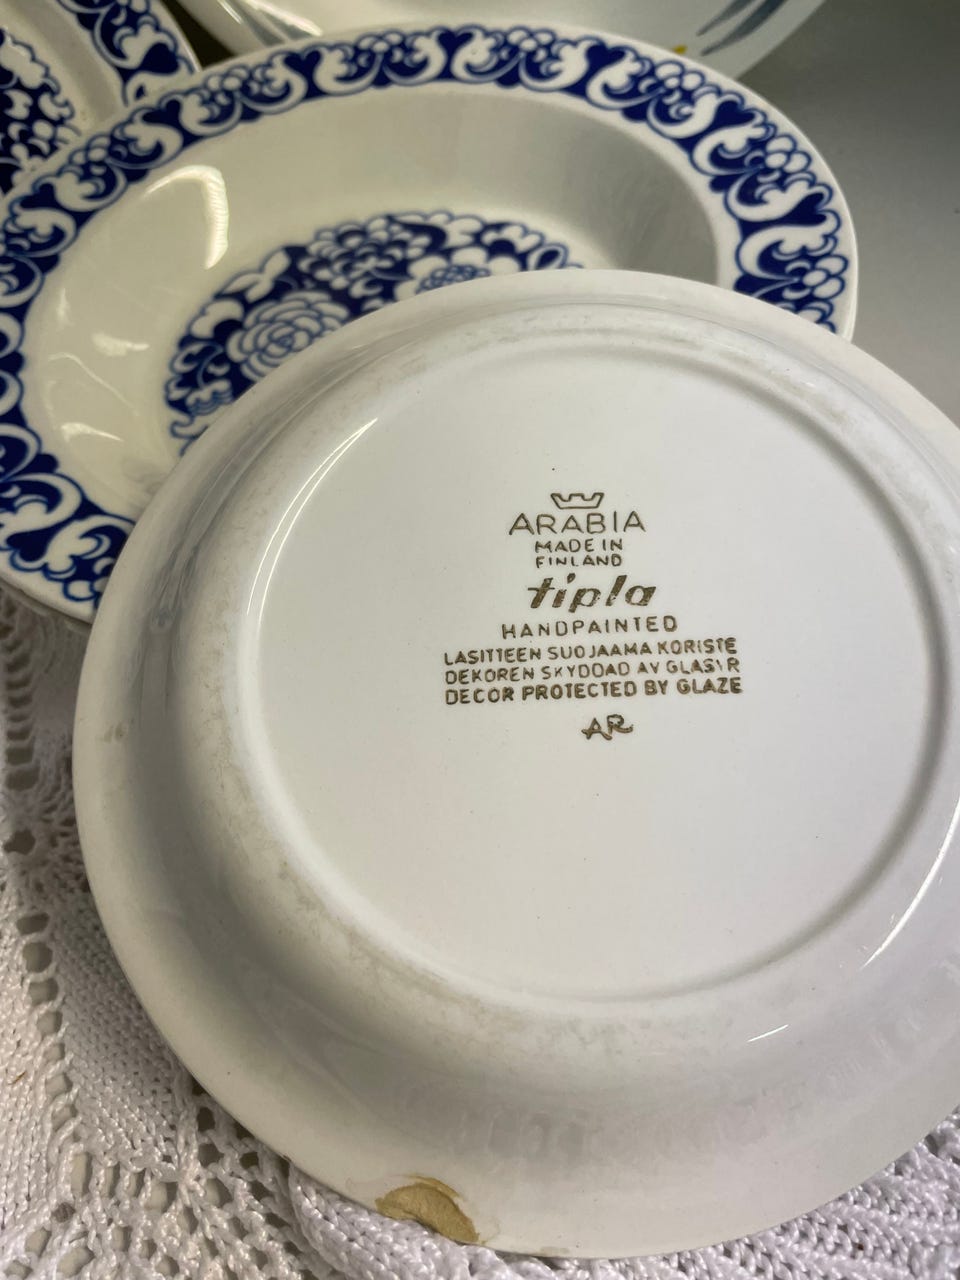 ARABIA
MADE IN
FINLAND
tipla
HANDPAINTED
LASITTEEN SUOJAAMA KORISTE
DEKOREN SKYDDAD AV GLASYR
DECOR PROTECTED BY GLAZE
AR